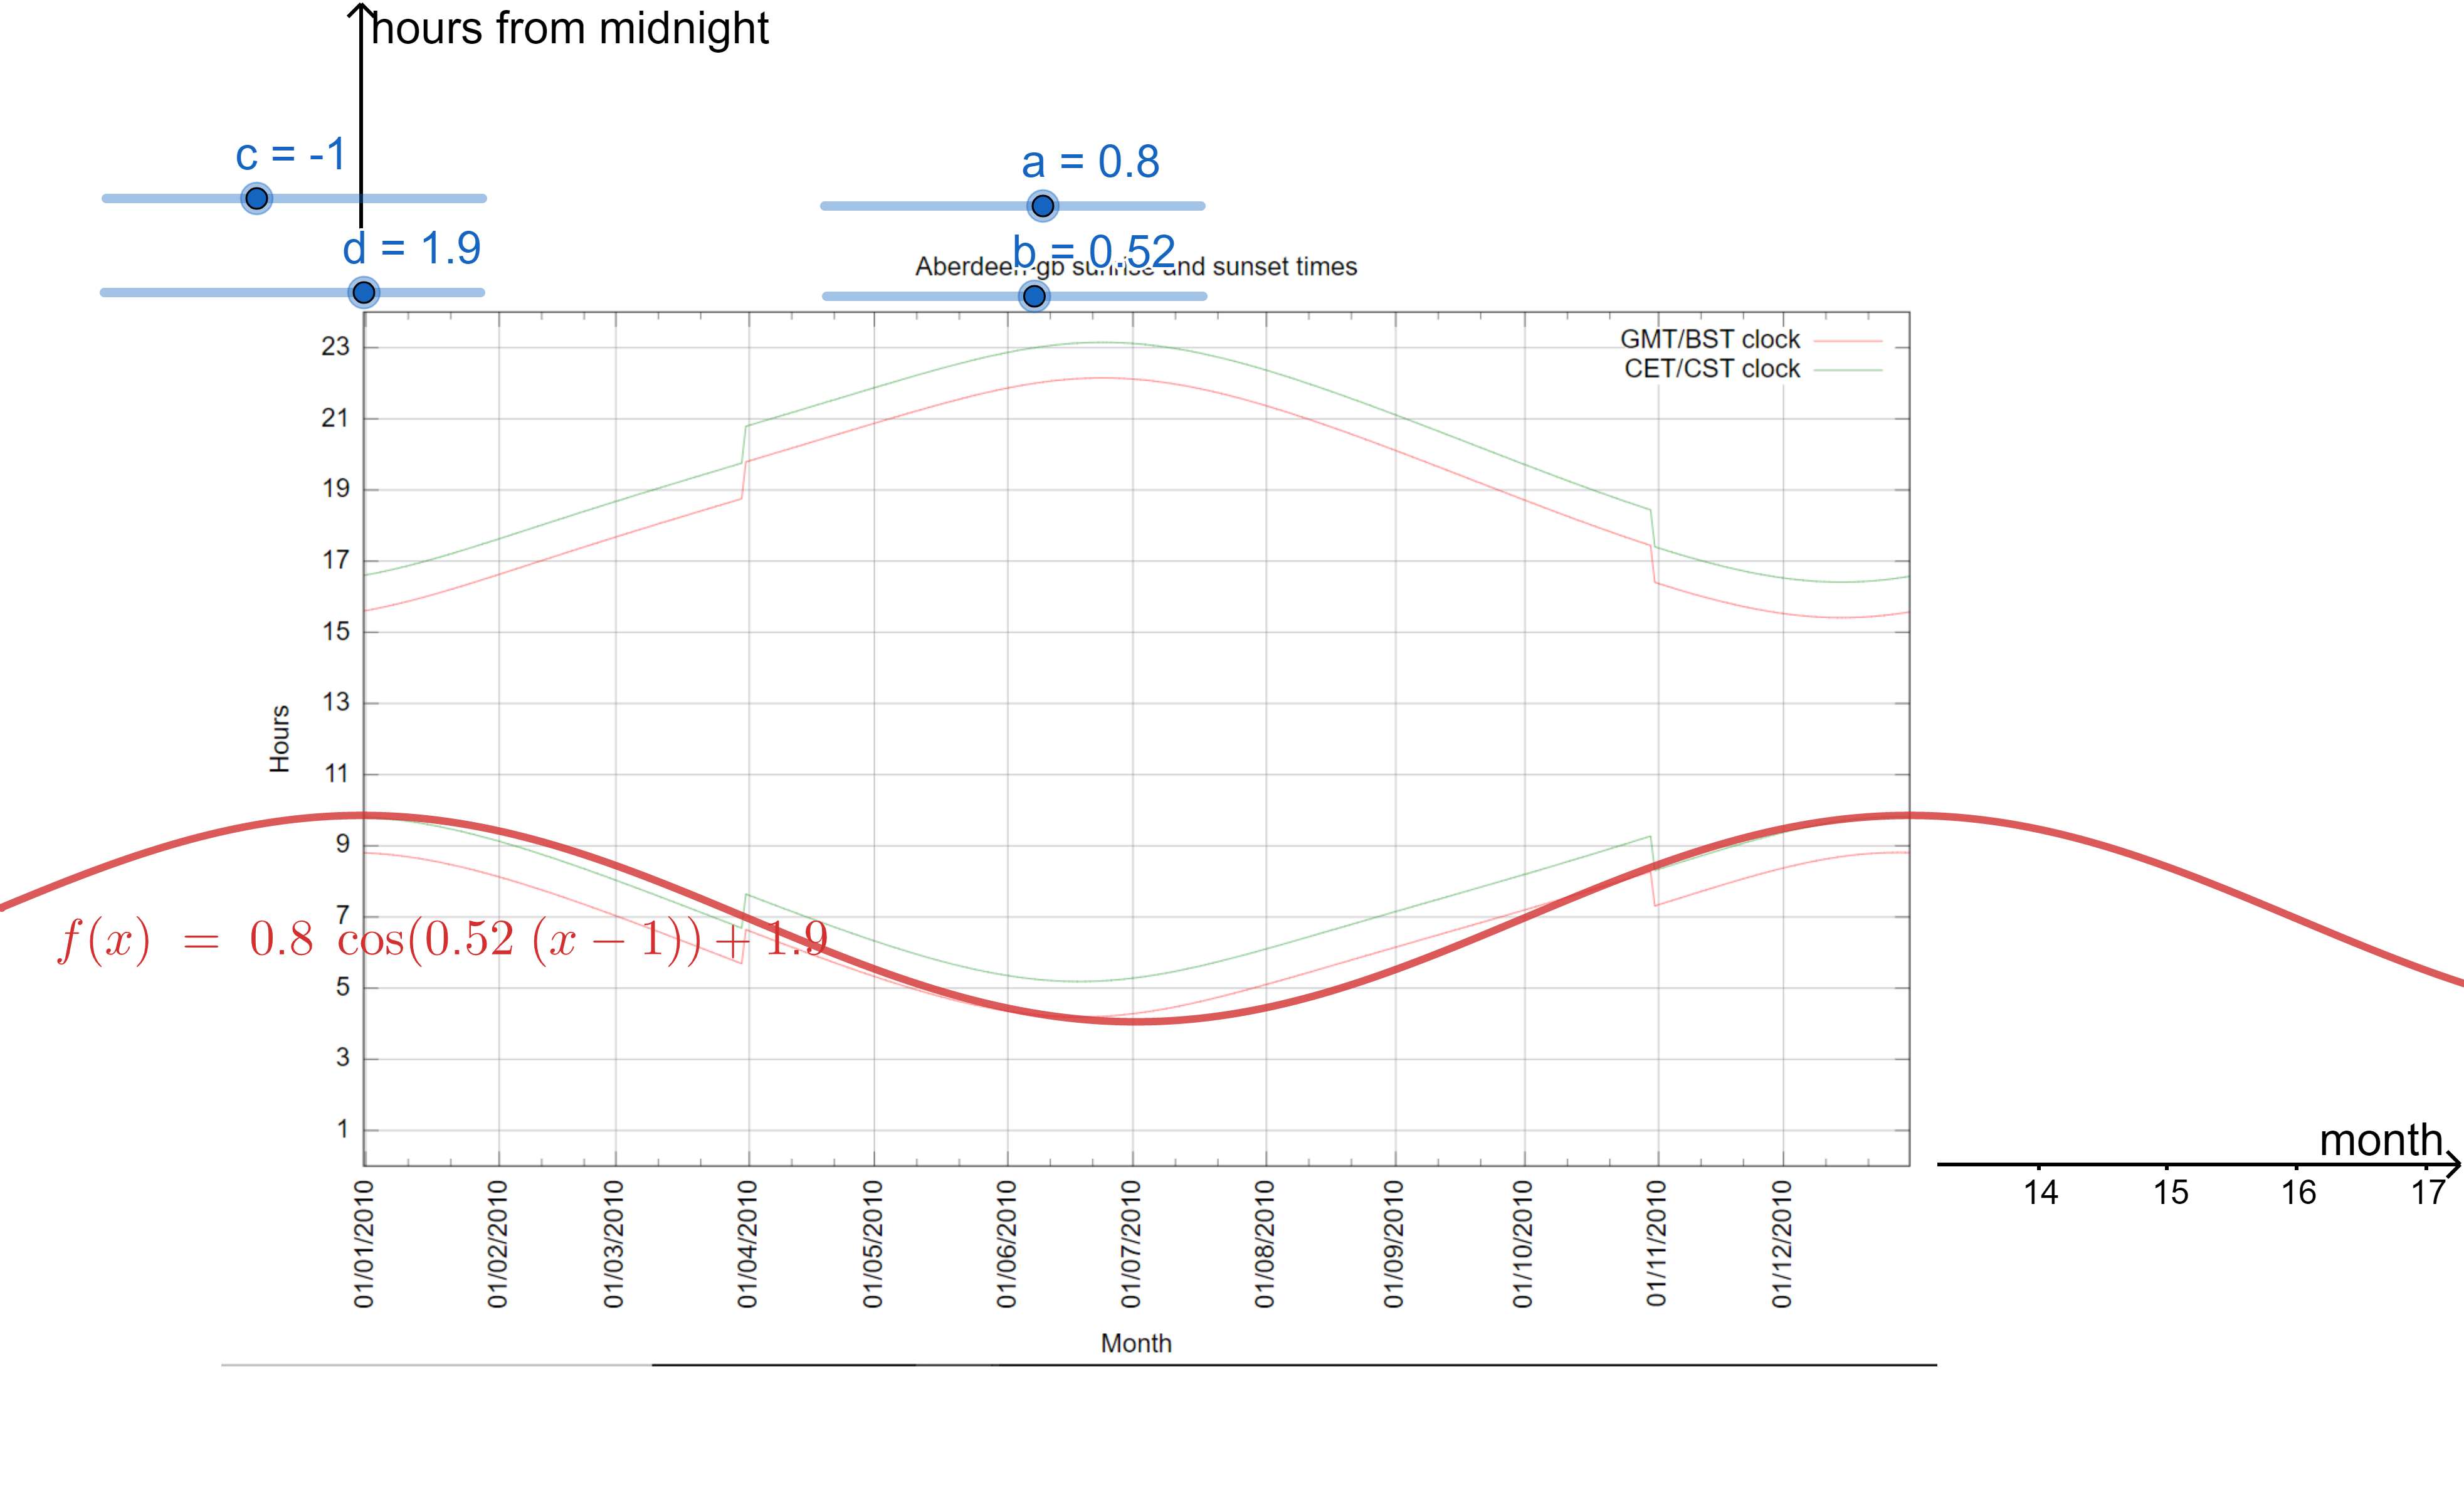 hours from midnight
c = -1
a = 0.8
d = 1.9
b = 0.52
Aberdeen-gb sunrise and sunset times
GMT/BST clock
CET/CST clock
23
21
19
17
15
13
11
9
7
5
3
1
Hours
f(x) = 0.8 cos(0.52 (x − 1)) + 1.9
month
14 15 16 17
01/01/2010 01/02/2010 01/03/2010 01/04/2010 01/05/2010 01/06/2010 01/07/2010 01/08/2010 01/09/2010 01/10/2010 01/11/2010 01/12/2010
Month